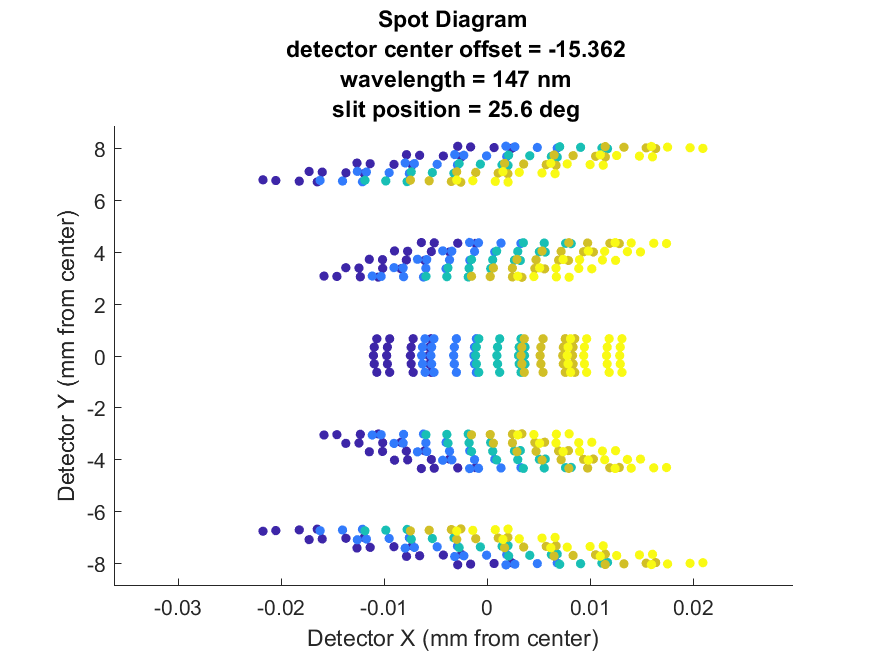 Spot Diagram
detector center offset = -15.362
wavelength = 147 nm
slit position = 25.6 deg
8
6
4
2
0
-2
-4
-6
-8
Detector Y (mm from center)
-0.03 -0.02 -0.01 0 0.01 0.02
Detector X (mm from center)